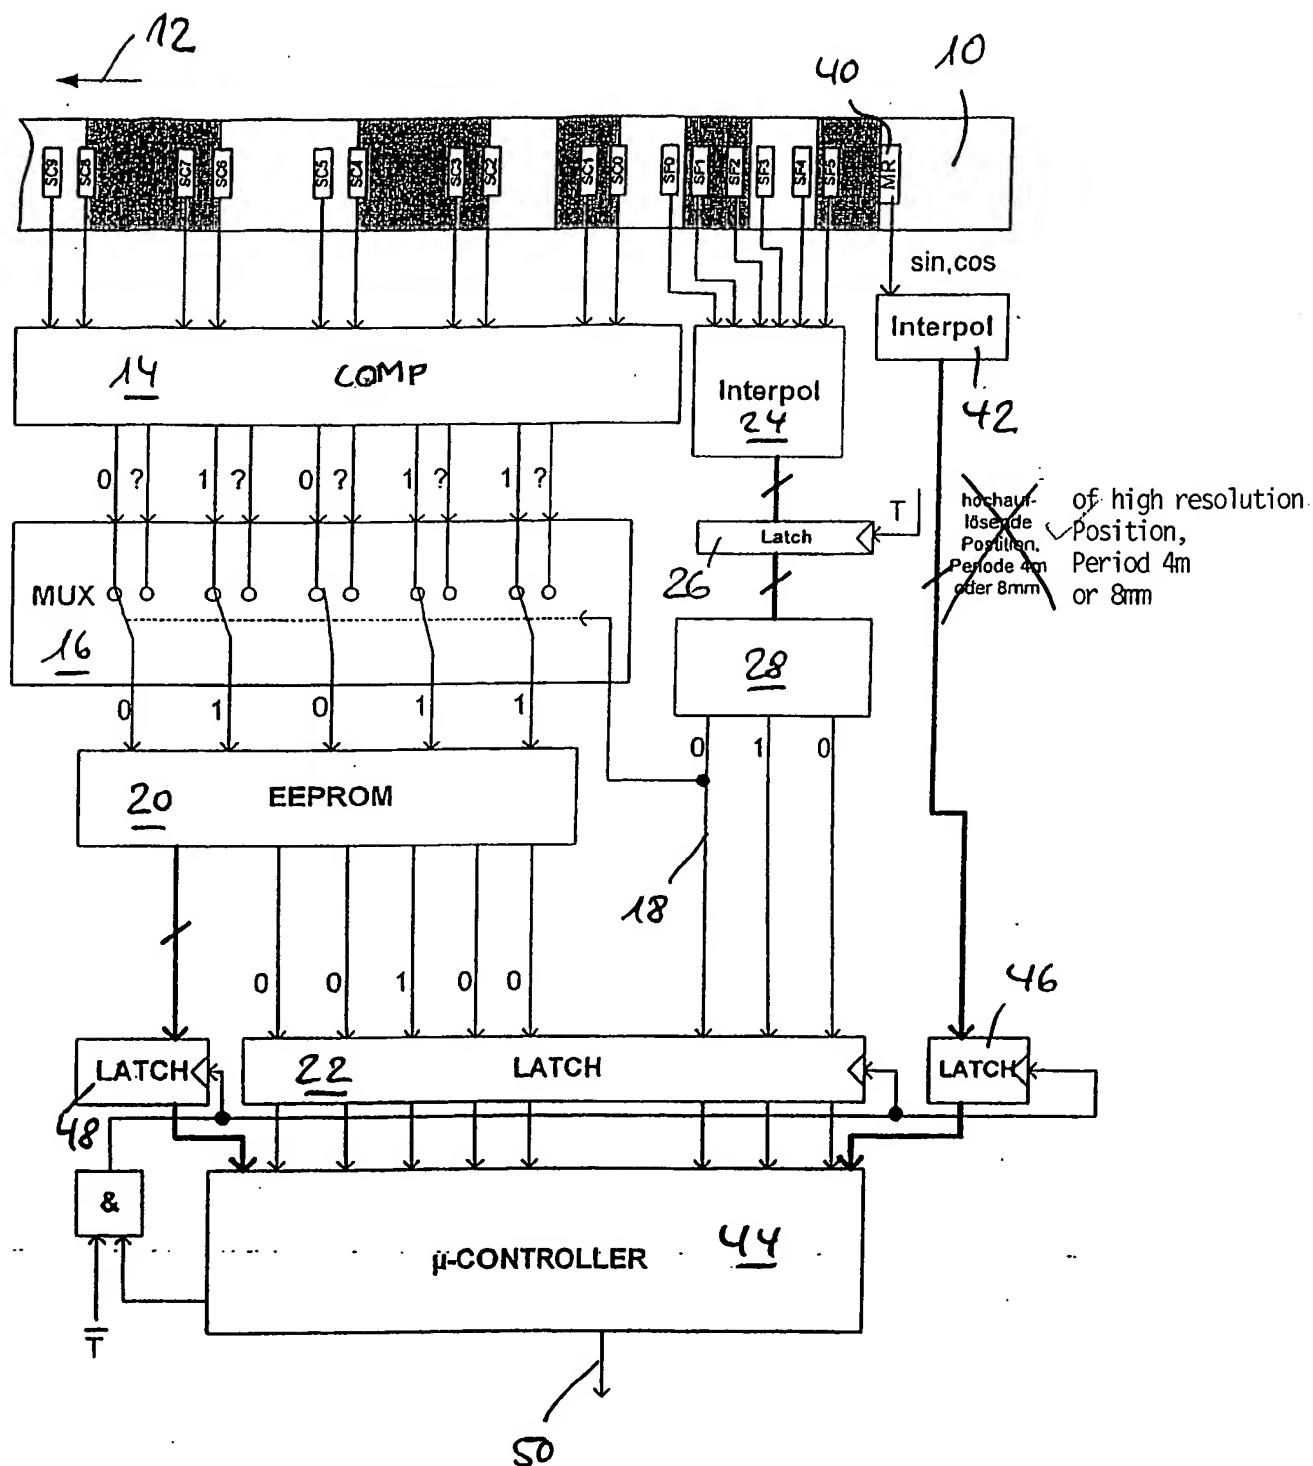 12
40
10
SC9 SC8 SC7 SC6 SC5 SC4 SC3 SC2 SC1 SC0 SF0 SF1 SF2 SF3 SF4 SF5 MR
sin,cos
14 COMP
Interpol
24
Interpol
42
0 ? 1 ? 0 ? 1 ? 1 ?
T
Latch
26
hochauf-
lösende
Postition,
Periode 4m
oder 8mm
of high resolution
Position,
Period 4m
or 8mm
MUX
16
28
0 1 0 1 1
0 1 0
20 EEPROM
18
0 0 1 0 0
46
LATCH
22 LATCH
LATCH
48
&
µ-CONTROLLER 44
T
50